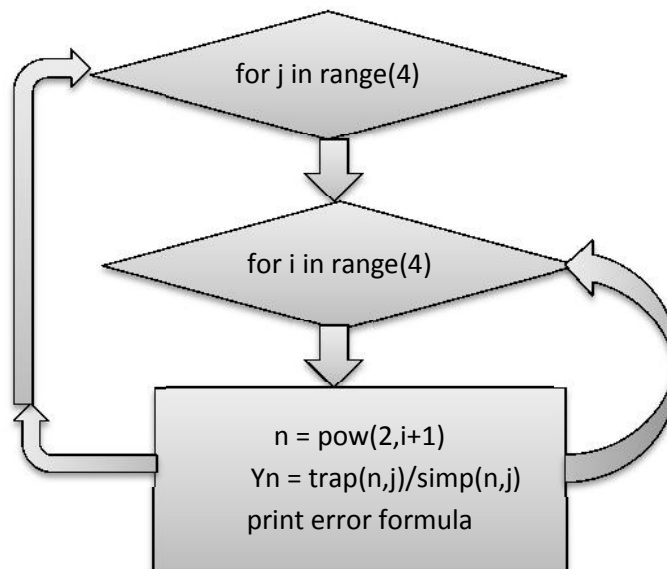 for j in range(4)
for i in range(4)
n = pow(2,i+1)
Yn = trap(n,j)/simp(n,j)
print error formula